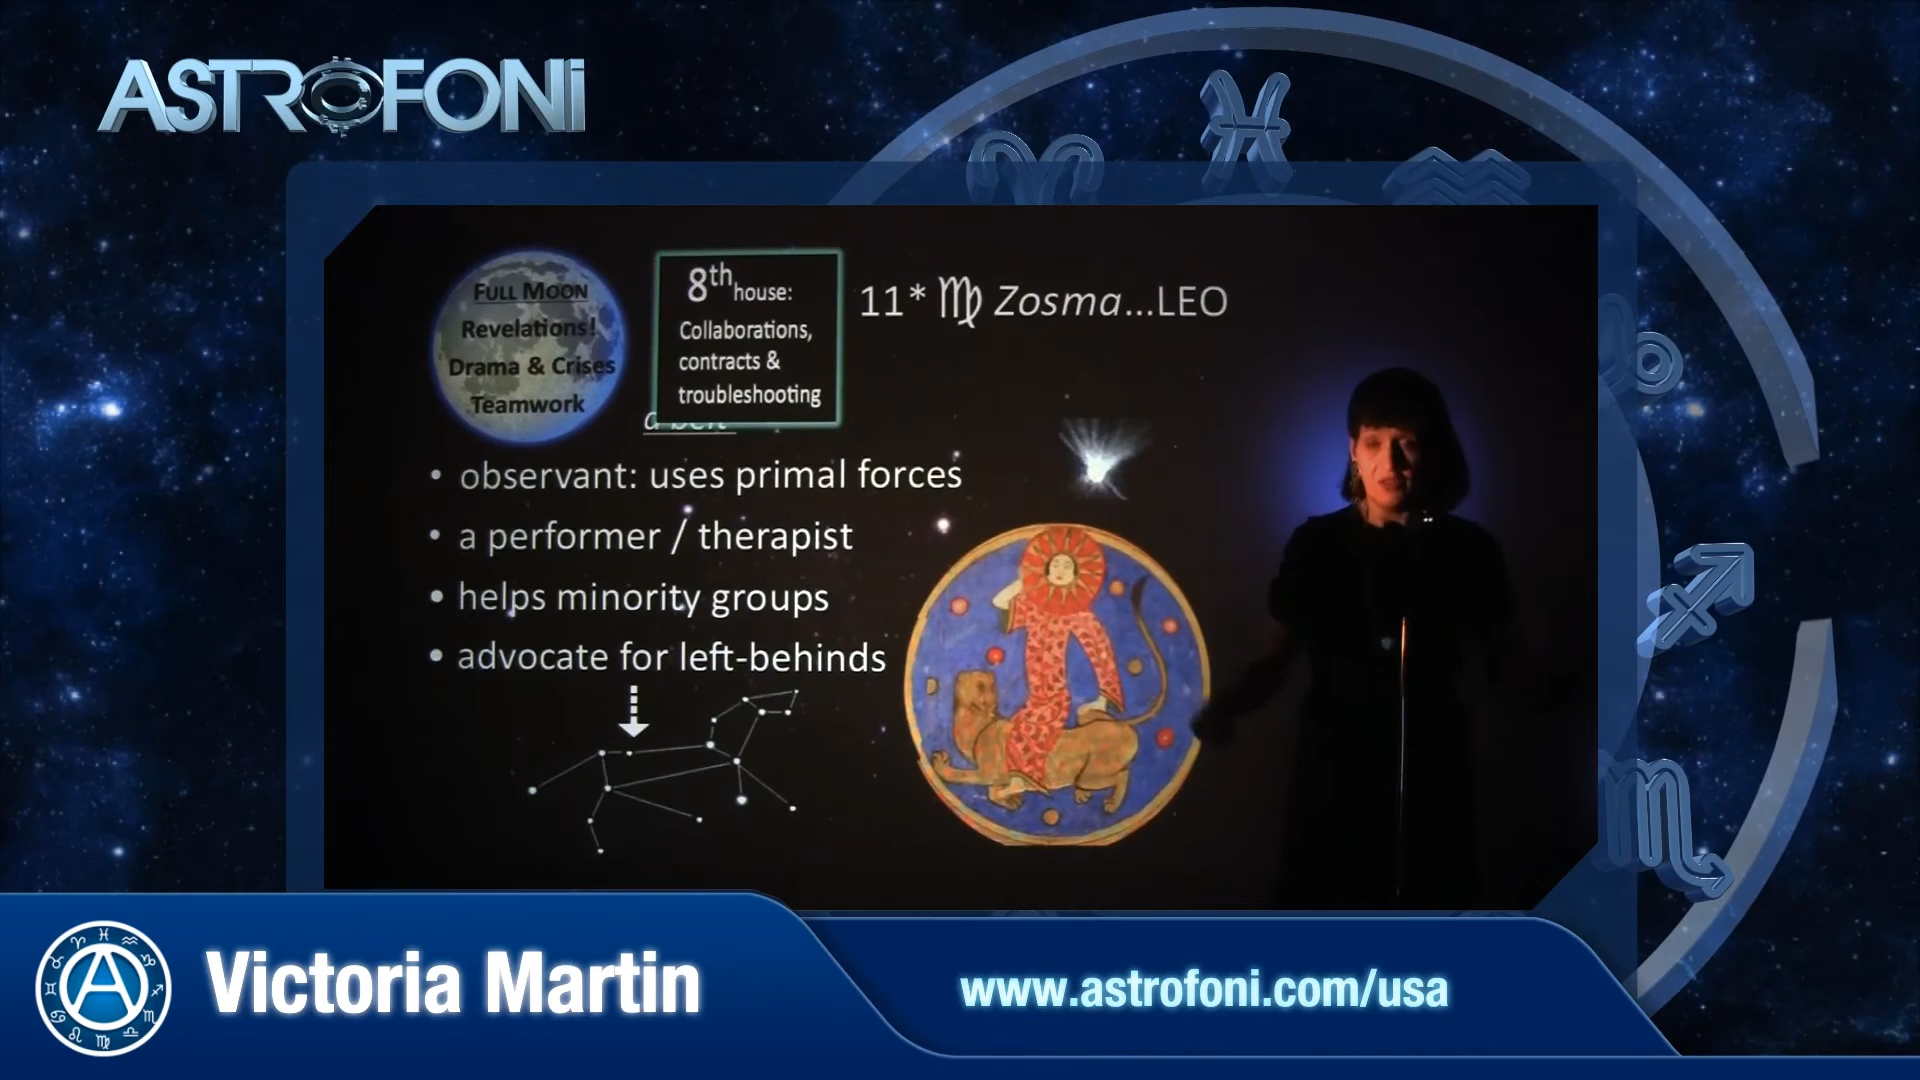 ASTROFONi
FULL MOON
Revelations!
Drama & Crises
Teamwork
8th house:
Collaborations,
contracts &
troubleshooting
11* ♍ Zosma...LEO
• observant: uses primal forces
• a performer / therapist
• helps minority groups
• advocate for left-behinds
Victoria Martin
www.astrofoni.com/usa